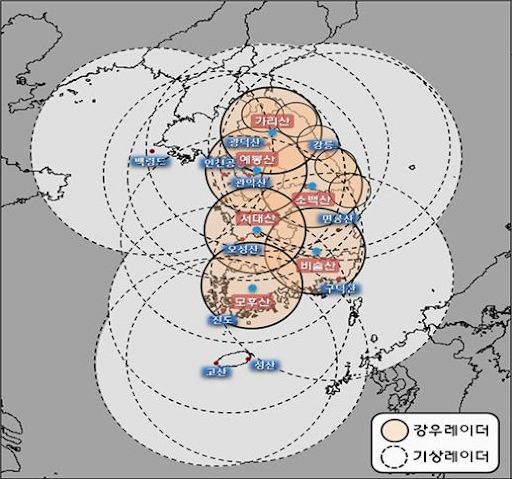 가리산
광덕산
강릉
백령도
인천공
예봉산
관악산
소백산
면봉산
서대산
오성산
비슬산
구덕산
모후산
진도
고산
성산
강우레이더
기상레이더